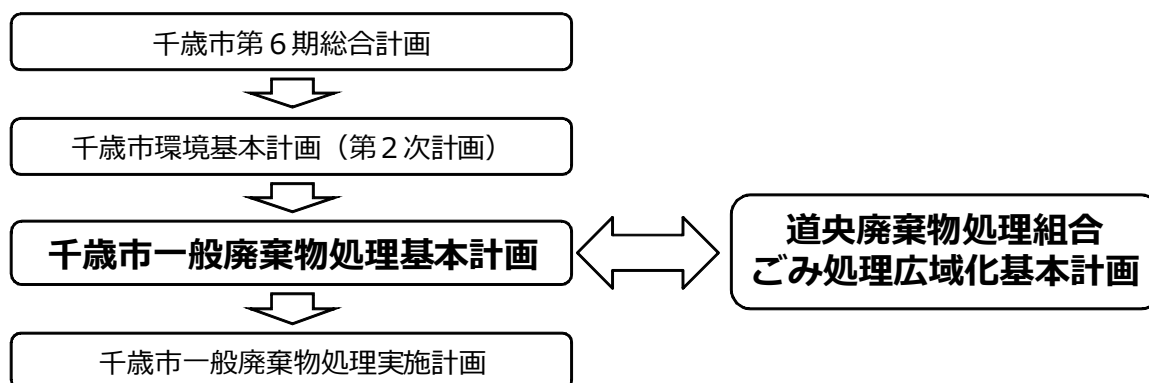 千歳市第６期総合計画
千歳市環境基本計画（第２次計画）
千歳市一般廃棄物処理基本計画
道央廃棄物処理組合
ごみ処理広域化基本計画
千歳市一般廃棄物処理実施計画